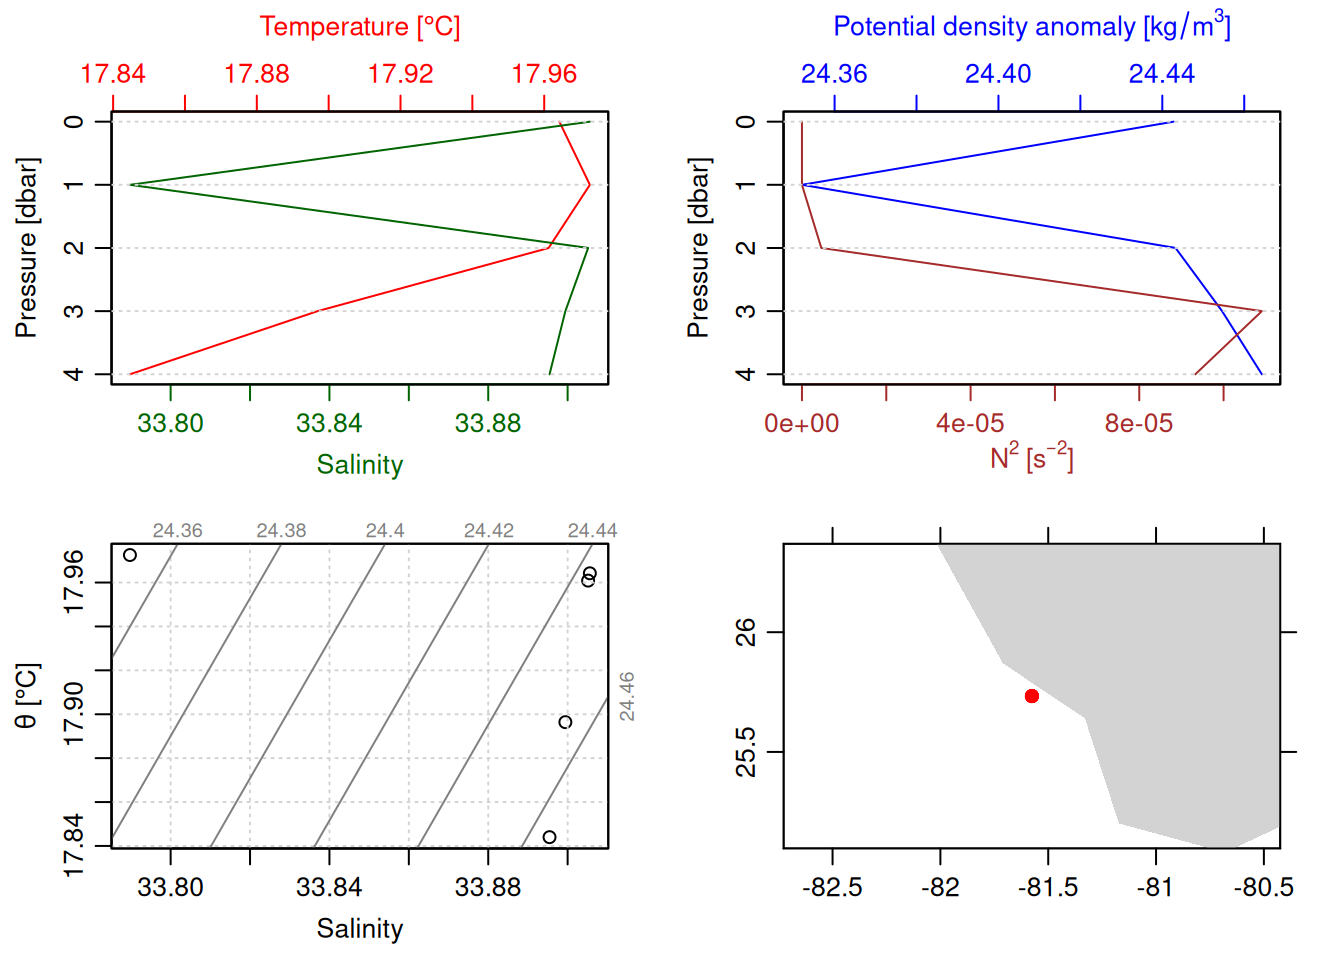 Temperature [°C]
17.84 17.88 17.92 17.96
0
1
2
3
4
Pressure [dbar]
33.80 33.84 33.88
Salinity
Potential density anomaly [kg/m³]
24.36 24.40 24.44
0
1
2
3
4
Pressure [dbar]
0e+00 4e-05 8e-05
N² [s⁻²]
24.36 24.38 24.4 24.42 24.44
24.46
17.96
17.90
17.84
θ [°C]
33.80 33.84 33.88
Salinity
26
25.5
-82.5 -82 -81.5 -81 -80.5